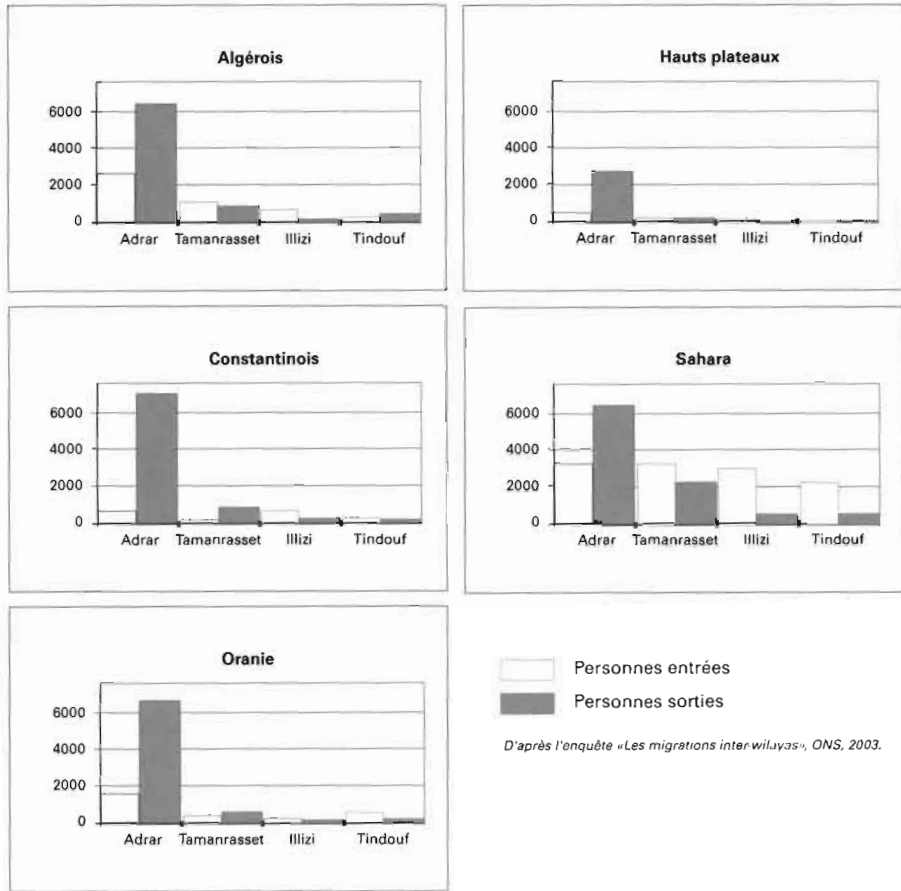 Algérois
6000
4000
2000
0
Adrar Tamanrasset Illizi Tindouf
Hauts plateaux
6000
4000
2000
0
Adrar Tamanrasset Illizi Tindouf
Constantinois
6000
4000
2000
0
Adrar Tamanrasset Illizi Tindouf
Sahara
6000
4000
2000
0
Adrar Tamanrasset Illizi Tindouf
Oranie
6000
4000
2000
0
Adrar Tamanrasset Illizi Tindouf
Personnes entrées
Personnes sorties
D'après l'enquête «Les migrations inter-wilayas», ONS, 2003.